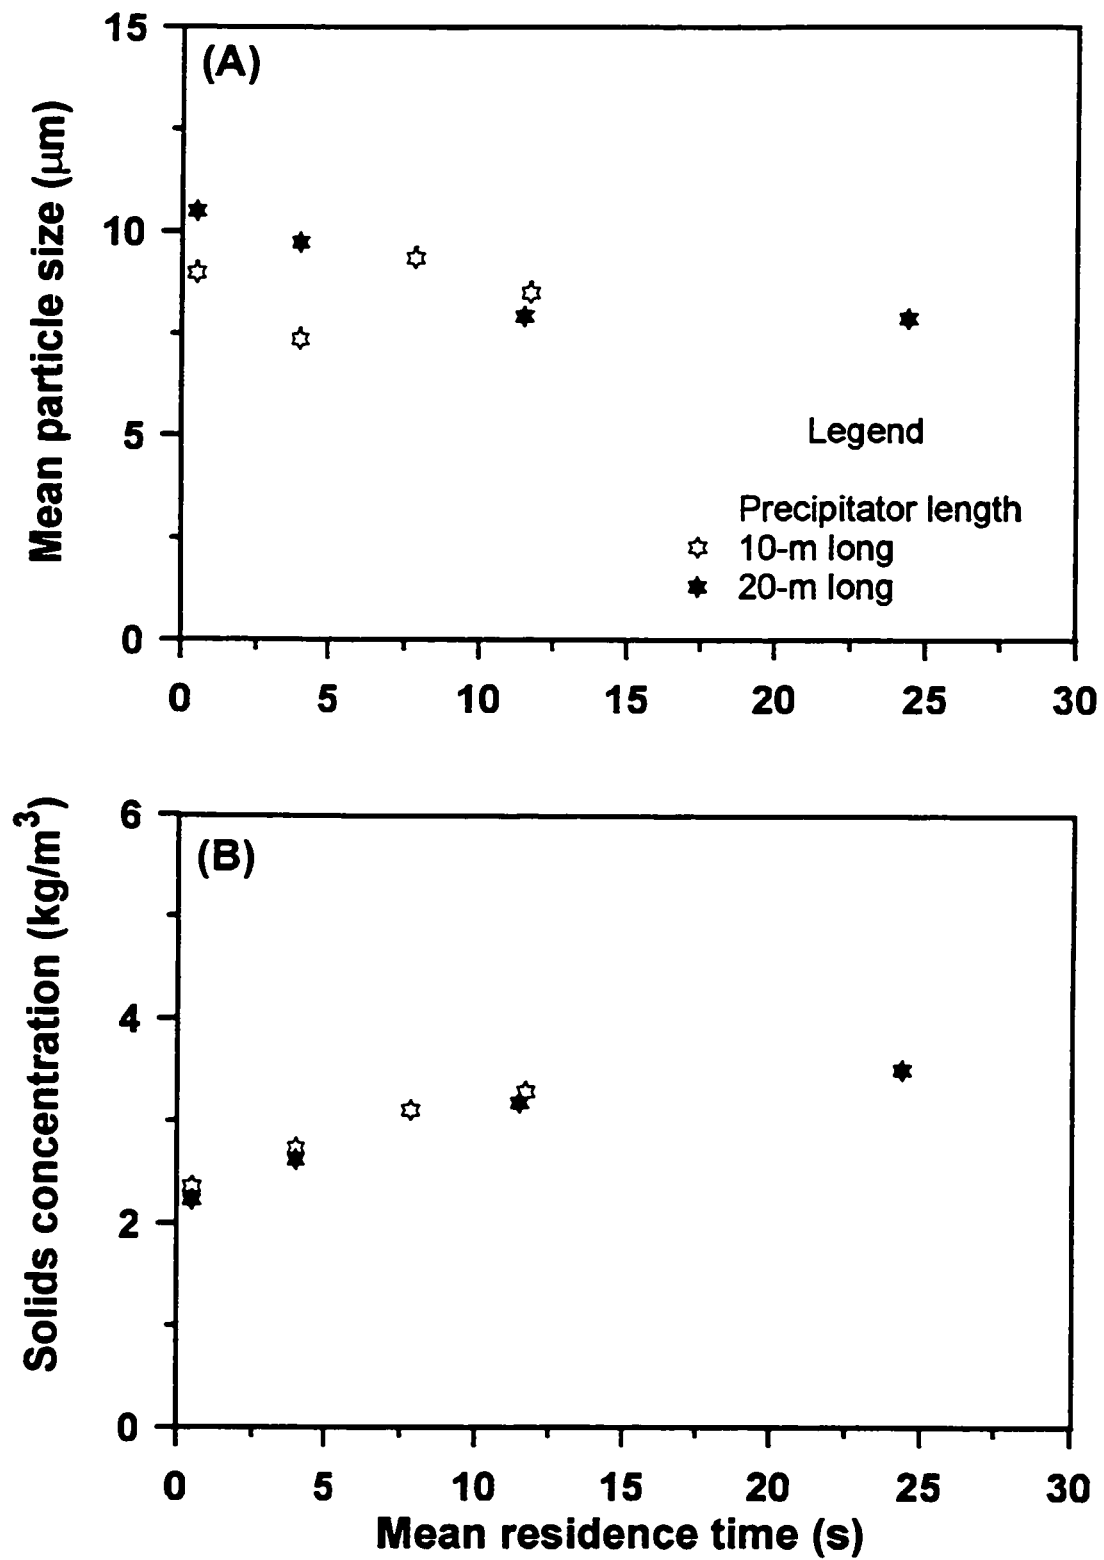 15
(A)
10
5
0
Mean particle size (μm)
Legend
Precipitator length
10-m long
20-m long
0 5 10 15 20 25 30
6
(B)
4
2
0
Solids concentration (kg/m³)
0 5 10 15 20 25 30
Mean residence time (s)